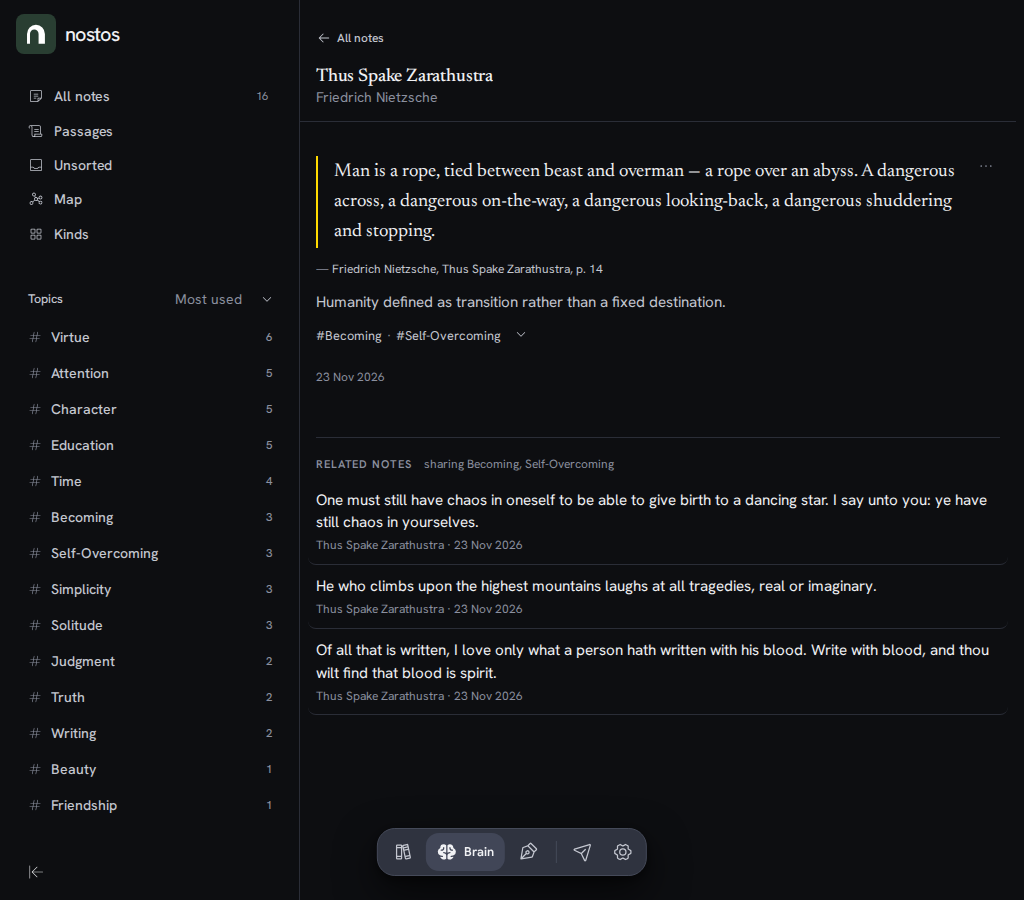 nostos
All notes 16
Passages
Unsorted
Map
Kinds
Topics Most used
# Virtue 6
# Attention 5
# Character 5
# Education 5
# Time 4
# Becoming 3
# Self-Overcoming 3
# Simplicity 3
# Solitude 3
# Judgment 2
# Truth 2
# Writing 2
# Beauty 1
# Friendship 1
← All notes
Thus Spake Zarathustra
Friedrich Nietzsche
Man is a rope, tied between beast and overman — a rope over an abyss. A dangerous
across, a dangerous on-the-way, a dangerous looking-back, a dangerous shuddering
and stopping.
— Friedrich Nietzsche, Thus Spake Zarathustra, p. 14
Humanity defined as transition rather than a fixed destination.
#Becoming · #Self-Overcoming
23 Nov 2026
RELATED NOTES sharing Becoming, Self-Overcoming
One must still have chaos in oneself to be able to give birth to a dancing star. I say unto you: ye have
still chaos in yourselves.
Thus Spake Zarathustra · 23 Nov 2026
He who climbs upon the highest mountains laughs at all tragedies, real or imaginary.
Thus Spake Zarathustra · 23 Nov 2026
Of all that is written, I love only what a person hath written with his blood. Write with blood, and thou
wilt find that blood is spirit.
Thus Spake Zarathustra · 23 Nov 2026
Brain